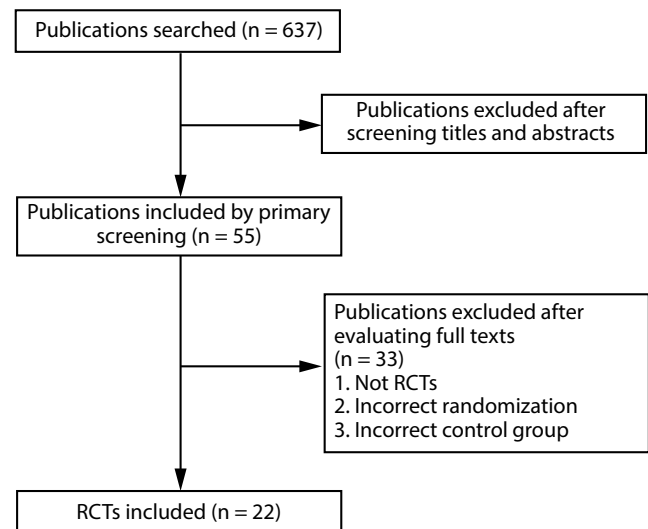 Publications searched (n = 637)
Publications excluded after
screening titles and abstracts
Publications included by primary
screening (n = 55)
Publications excluded after
evaluating full texts
(n = 33)
1. Not RCTs
2. Incorrect randomization
3. Incorrect control group
RCTs included (n = 22)